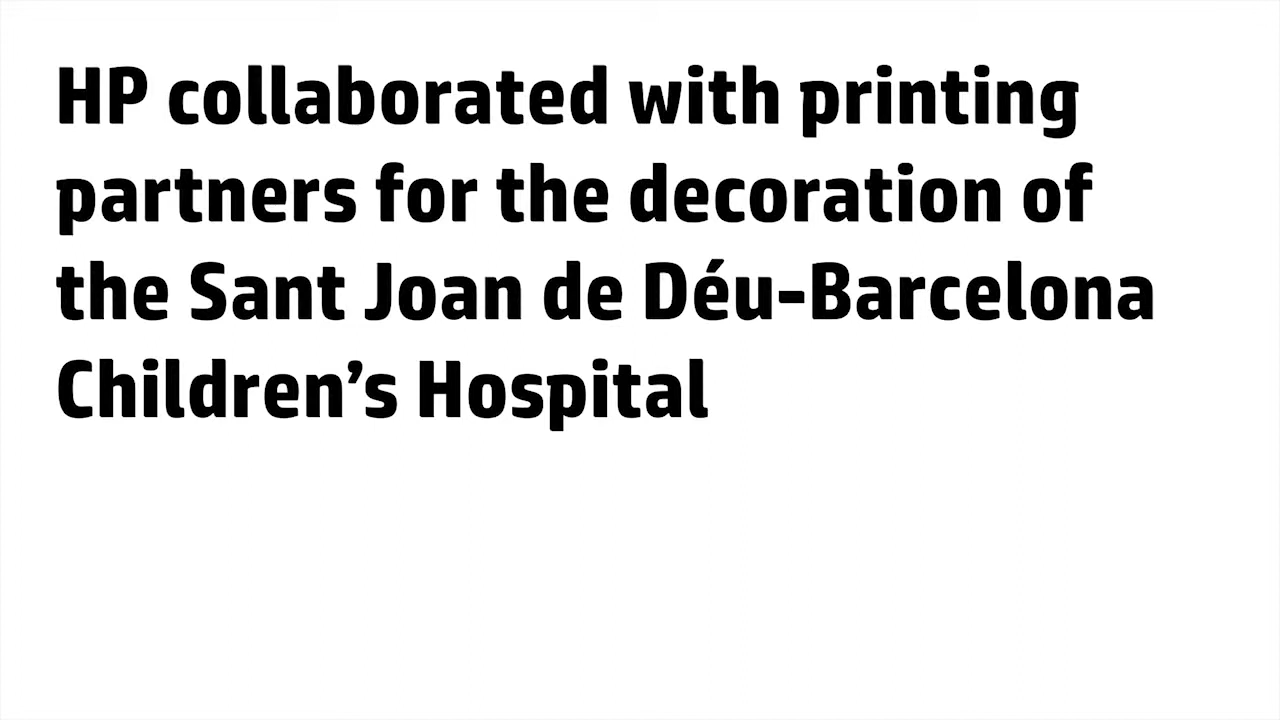 HP collaborated with printing
partners for the decoration of
the Sant Joan de Déu-Barcelona
Children’s Hospital